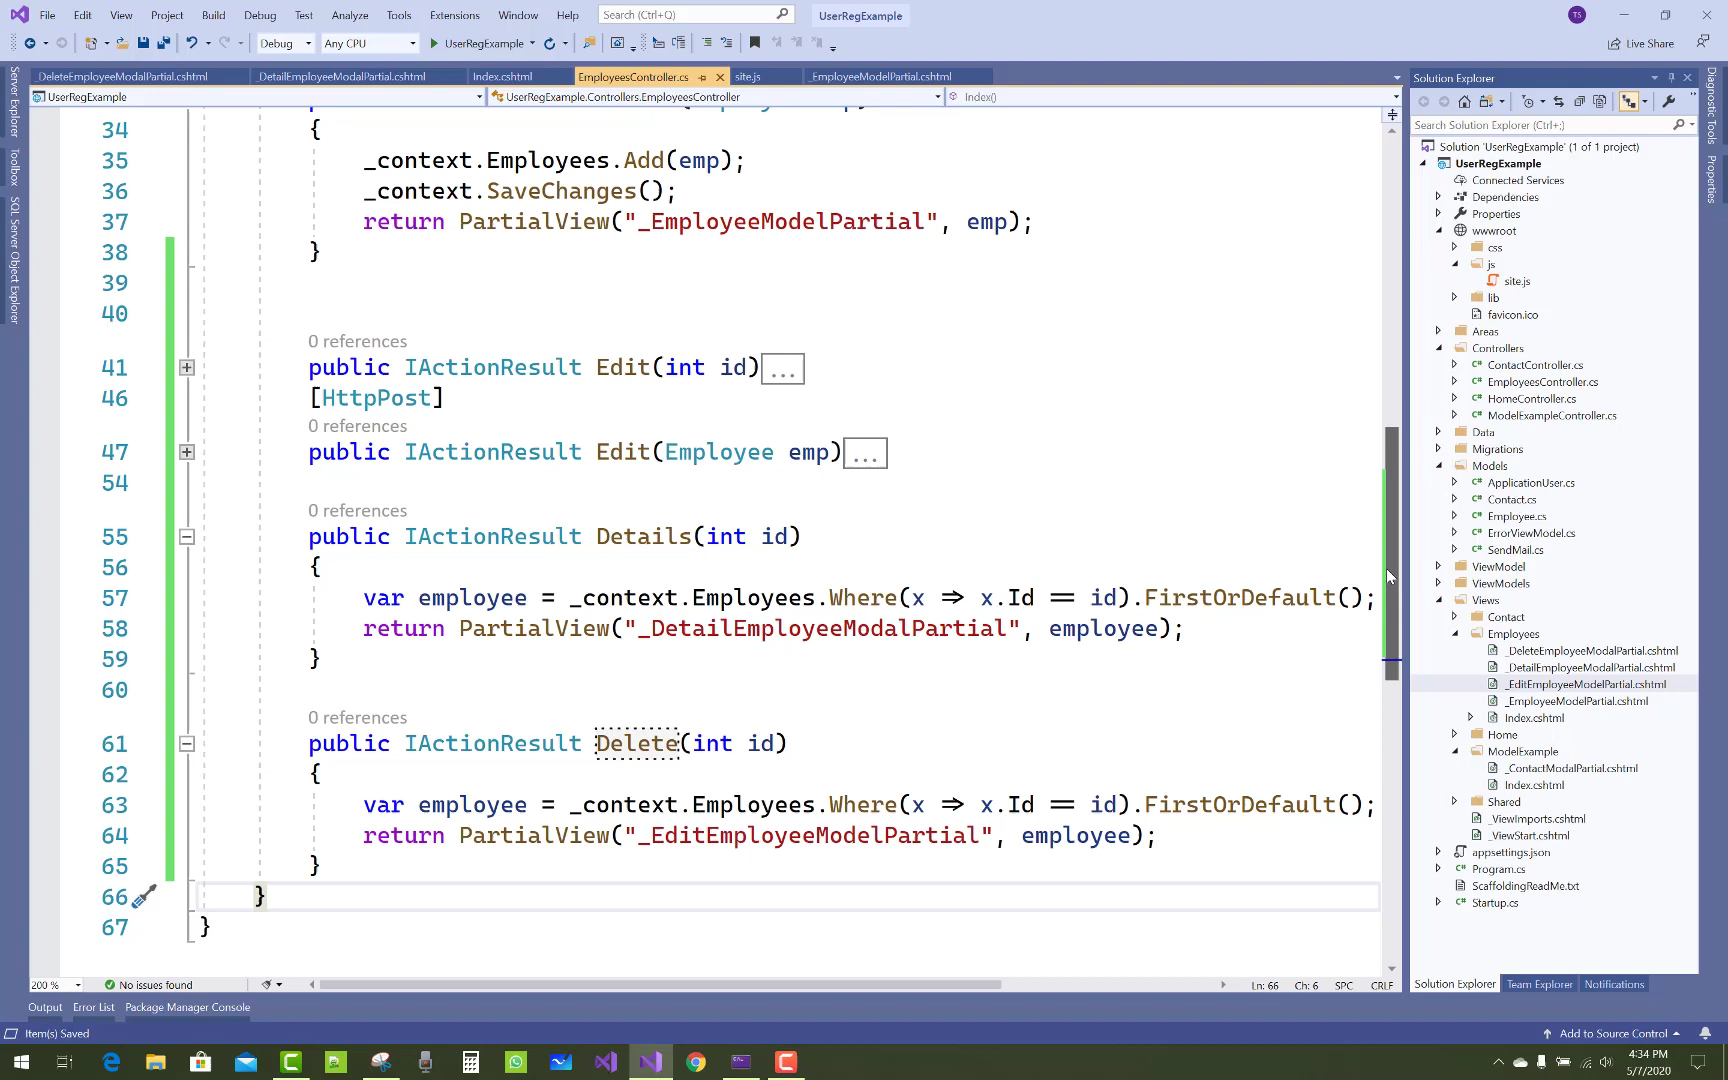 File Edit View Project Build Debug Test Analyze Tools Extensions Window Help Search (Ctrl+Q) UserRegExample TS
Debug Any CPU UserRegExample Live Share
_DeleteEmployeeModalPartial.cshtml _DetailEmployeeModalPartial.cshtml Index.cshtml EmployeesController.cs site.js _EmployeeModelPartial.cshtml
UserRegExample UserRegExample.Controllers.EmployeesController Index()
Server Explorer
Toolbox
SQL Server Object Explorer
34 {
35 _context.Employees.Add(emp);
36 _context.SaveChanges();
37 return PartialView("_EmployeeModelPartial", emp);
38 }
39
40
0 references
41 public IActionResult Edit(int id)...
46 [HttpPost]
0 references
47 public IActionResult Edit(Employee emp)...
54
0 references
55 public IActionResult Details(int id)
56 {
57 var employee = _context.Employees.Where(x => x.Id == id).FirstOrDefault();
58 return PartialView("_DetailEmployeeModalPartial", employee);
59 }
60
0 references
61 public IActionResult Delete(int id)
62 {
63 var employee = _context.Employees.Where(x => x.Id == id).FirstOrDefault();
64 return PartialView("_EditEmployeeModelPartial", employee);
65 }
66 }
67 }
200 % No issues found Ln: 66 Ch: 6 SPC CRLF
Output Error List Package Manager Console
Item(s) Saved Add to Source Control
Solution Explorer
Search Solution Explorer (Ctrl+;)
Solution 'UserRegExample' (1 of 1 project)
UserRegExample
Connected Services
Dependencies
Properties
wwwroot
css
js
site.js
lib
favicon.ico
Areas
Controllers
ContactController.cs
EmployeesController.cs
HomeController.cs
ModelExampleController.cs
Data
Migrations
Models
ApplicationUser.cs
Contact.cs
Employee.cs
ErrorViewModel.cs
SendMail.cs
ViewModel
ViewModels
Views
Contact
Employees
_DeleteEmployeeModalPartial.cshtml
_DetailEmployeeModalPartial.cshtml
_EditEmployeeModelPartial.cshtml
_EmployeeModelPartial.cshtml
Index.cshtml
Home
ModelExample
_ContactModalPartial.cshtml
Index.cshtml
Shared
_ViewImports.cshtml
_ViewStart.cshtml
appsettings.json
Program.cs
ScaffoldingReadMe.txt
Startup.cs
Solution Explorer Team Explorer Notifications
Diagnostic Tools
Properties
4:34 PM
5/7/2020